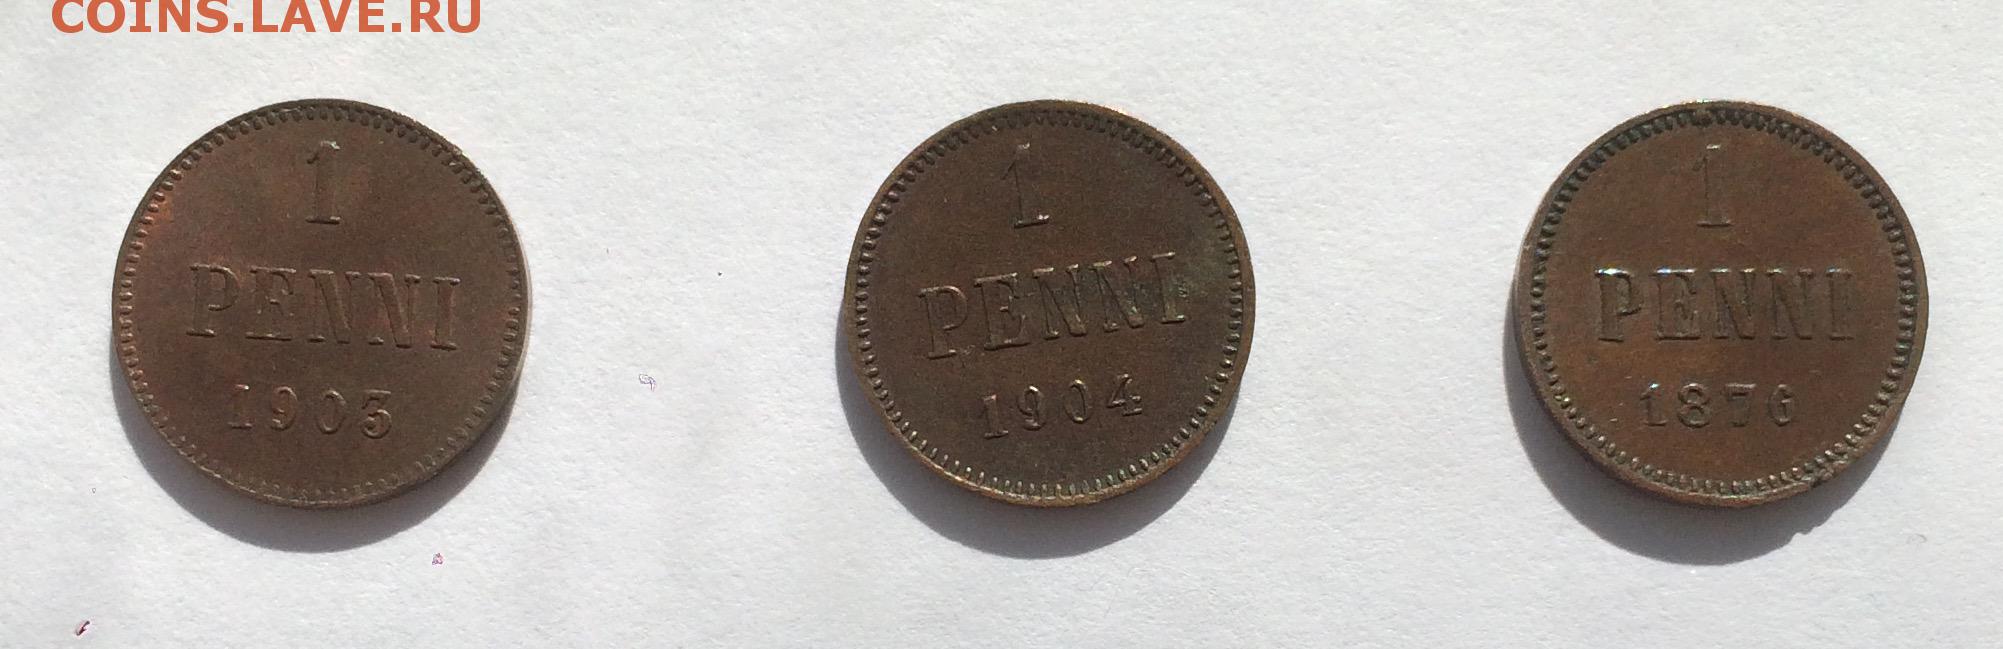 COINS.LAVE.RU
1
PENNI
1903
1
PENNI
1904
1
PENNI
1876